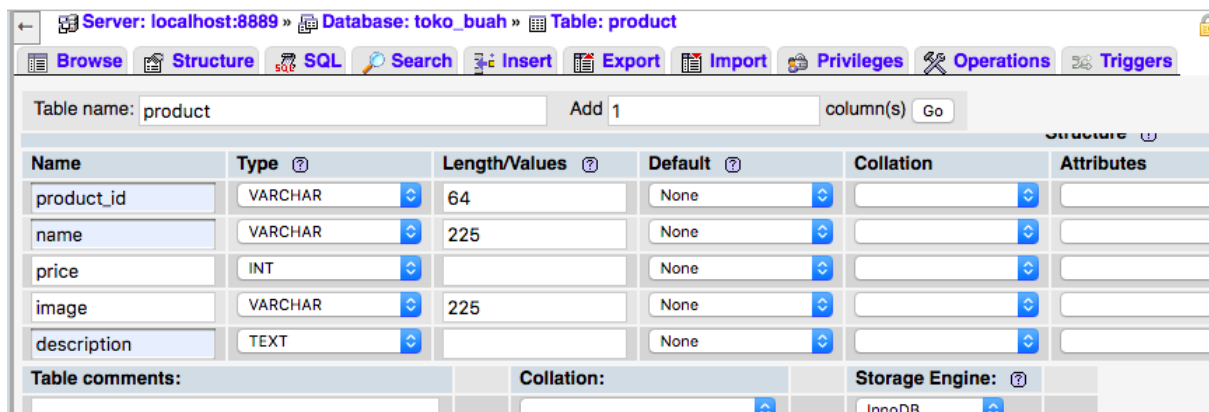 Server: localhost:8889 » Database: toko_buah » Table: product
Browse Structure SQL Search Insert Export Import Privileges Operations Triggers
Table name: product Add 1 column(s) Go
Structure
Name Type Length/Values Default Collation Attributes
product_id VARCHAR 64 None
name VARCHAR 225 None
price INT None
image VARCHAR 225 None
description TEXT None
Table comments: Collation: Storage Engine:
InnoDB